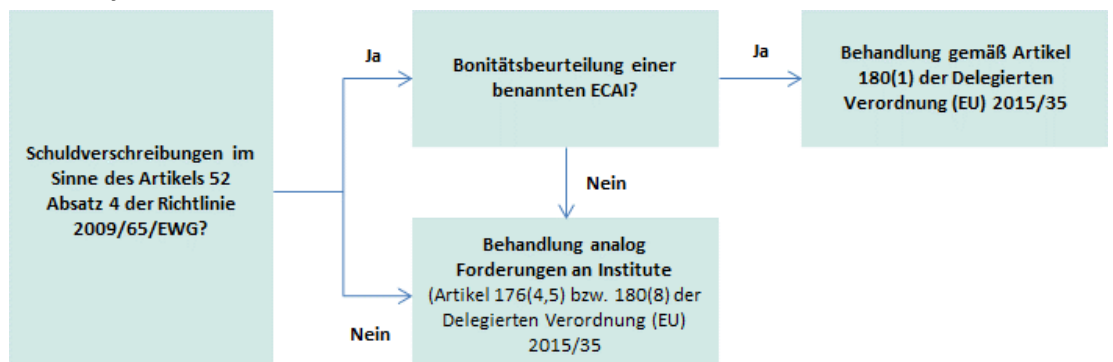 Schuldverschreibungen im
Sinne des Artikels 52
Absatz 4 der Richtlinie
2009/65/EWG?
Ja
Bonitätsbeurteilung einer
benannten ECAI?
Ja
Behandlung gemäß Artikel
180(1) der Delegierten
Verordnung (EU) 2015/35
Nein
Nein
Behandlung analog
Forderungen an Institute
(Artikel 176(4,5) bzw. 180(8) der
Delegierten Verordnung (EU)
2015/35